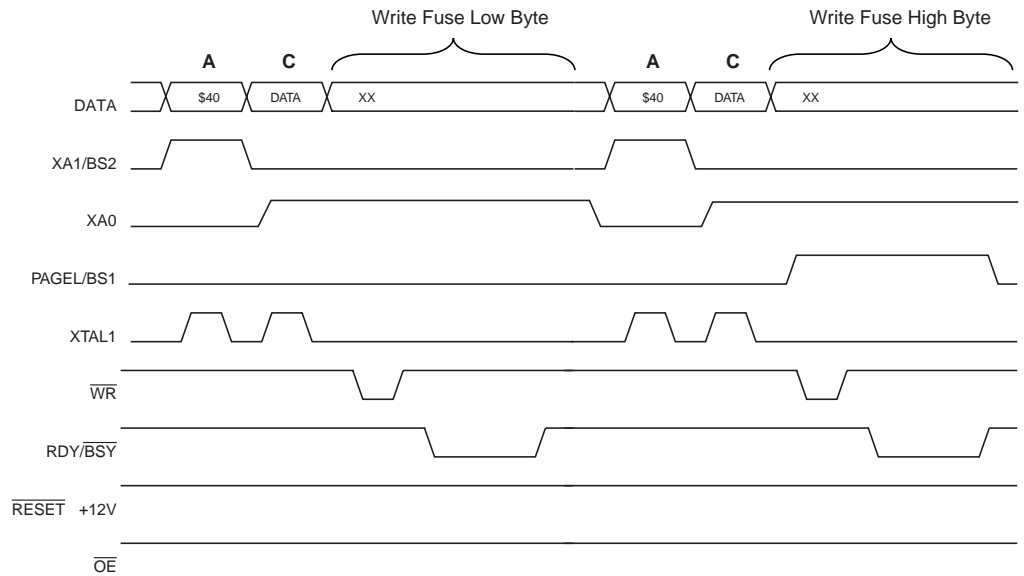 Write Fuse Low Byte Write Fuse High Byte
A C A C
DATA $40 DATA XX $40 DATA XX
XA1/BS2
XA0
PAGEL/BS1
XTAL1
WR
RDY/BSY
RESET +12V
OE